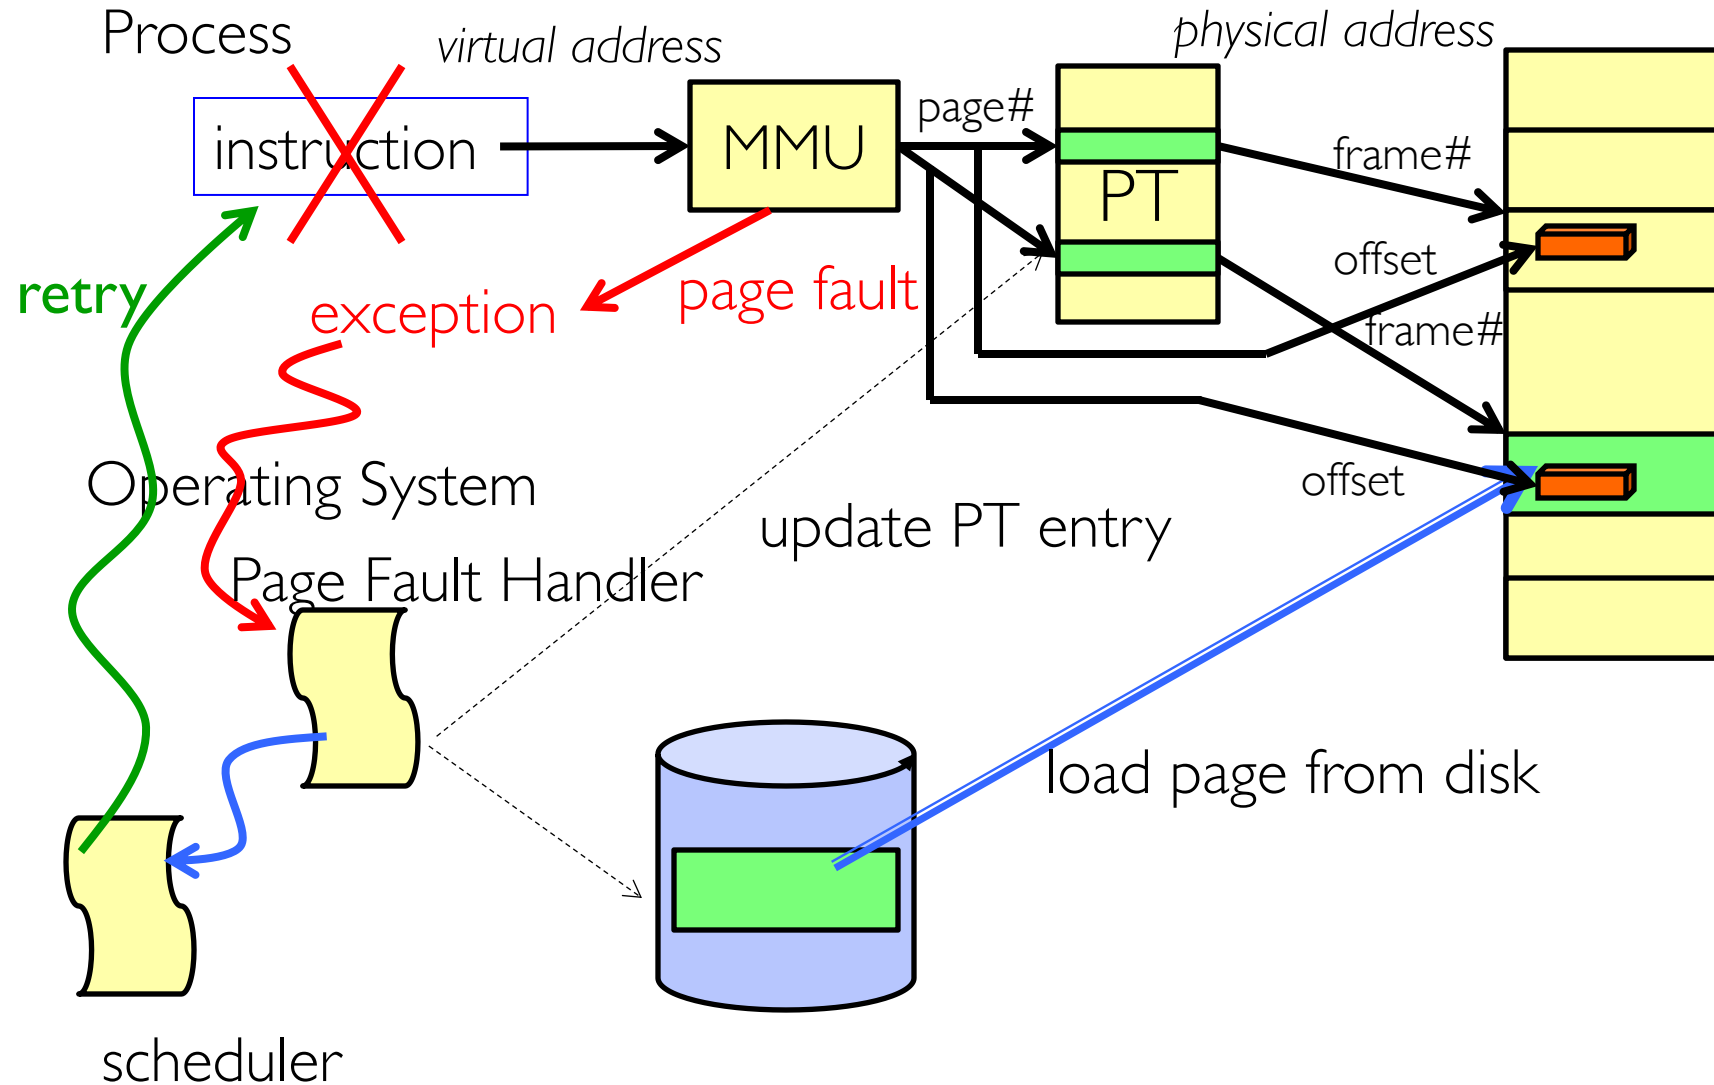 Process
virtual address
physical address
instruction
MMU
page#
PT
frame#
offset
retry
exception
page fault
frame#
Operating System
offset
update PT entry
Page Fault Handler
load page from disk
scheduler